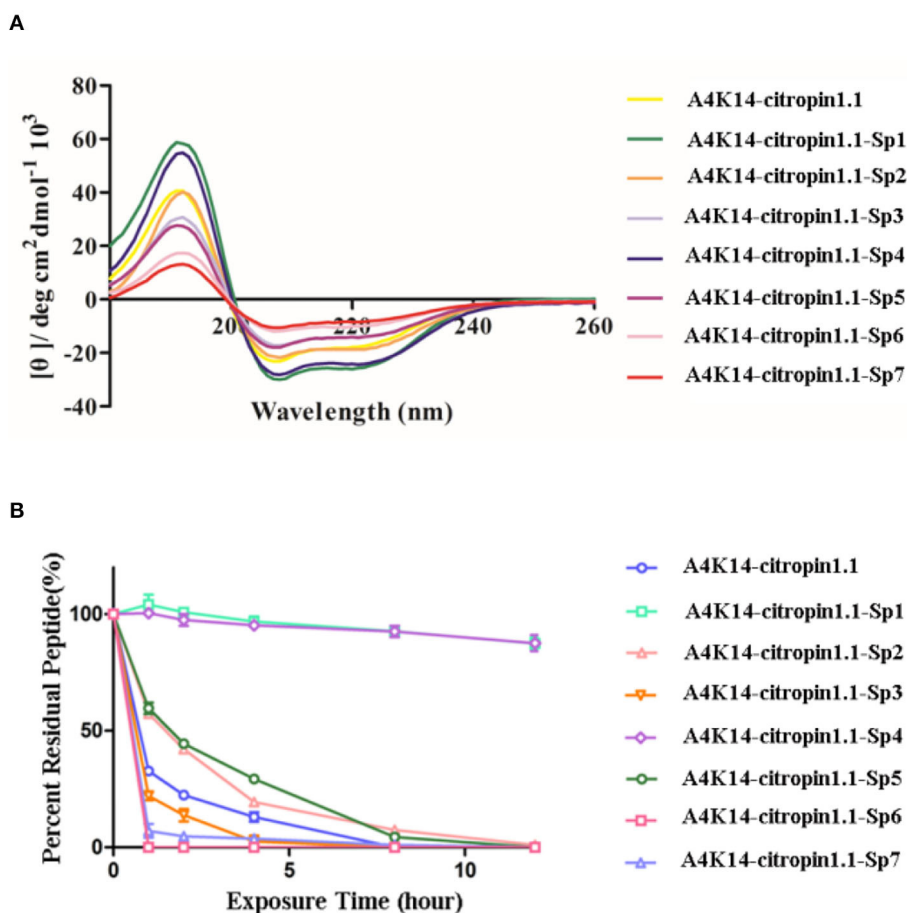 A
80
60
40
20
0
-20
-40
200
220
240
260
[θ]/ deg cm² dmol⁻¹ 10³
Wavelength (nm)
A4K14-citropin1.1
A4K14-citropin1.1-Sp1
A4K14-citropin1.1-Sp2
A4K14-citropin1.1-Sp3
A4K14-citropin1.1-Sp4
A4K14-citropin1.1-Sp5
A4K14-citropin1.1-Sp6
A4K14-citropin1.1-Sp7
B
100
50
0
0
5
10
Percent Residual Peptide(%)
Exposure Time (hour)
A4K14-citropin1.1
A4K14-citropin1.1-Sp1
A4K14-citropin1.1-Sp2
A4K14-citropin1.1-Sp3
A4K14-citropin1.1-Sp4
A4K14-citropin1.1-Sp5
A4K14-citropin1.1-Sp6
A4K14-citropin1.1-Sp7